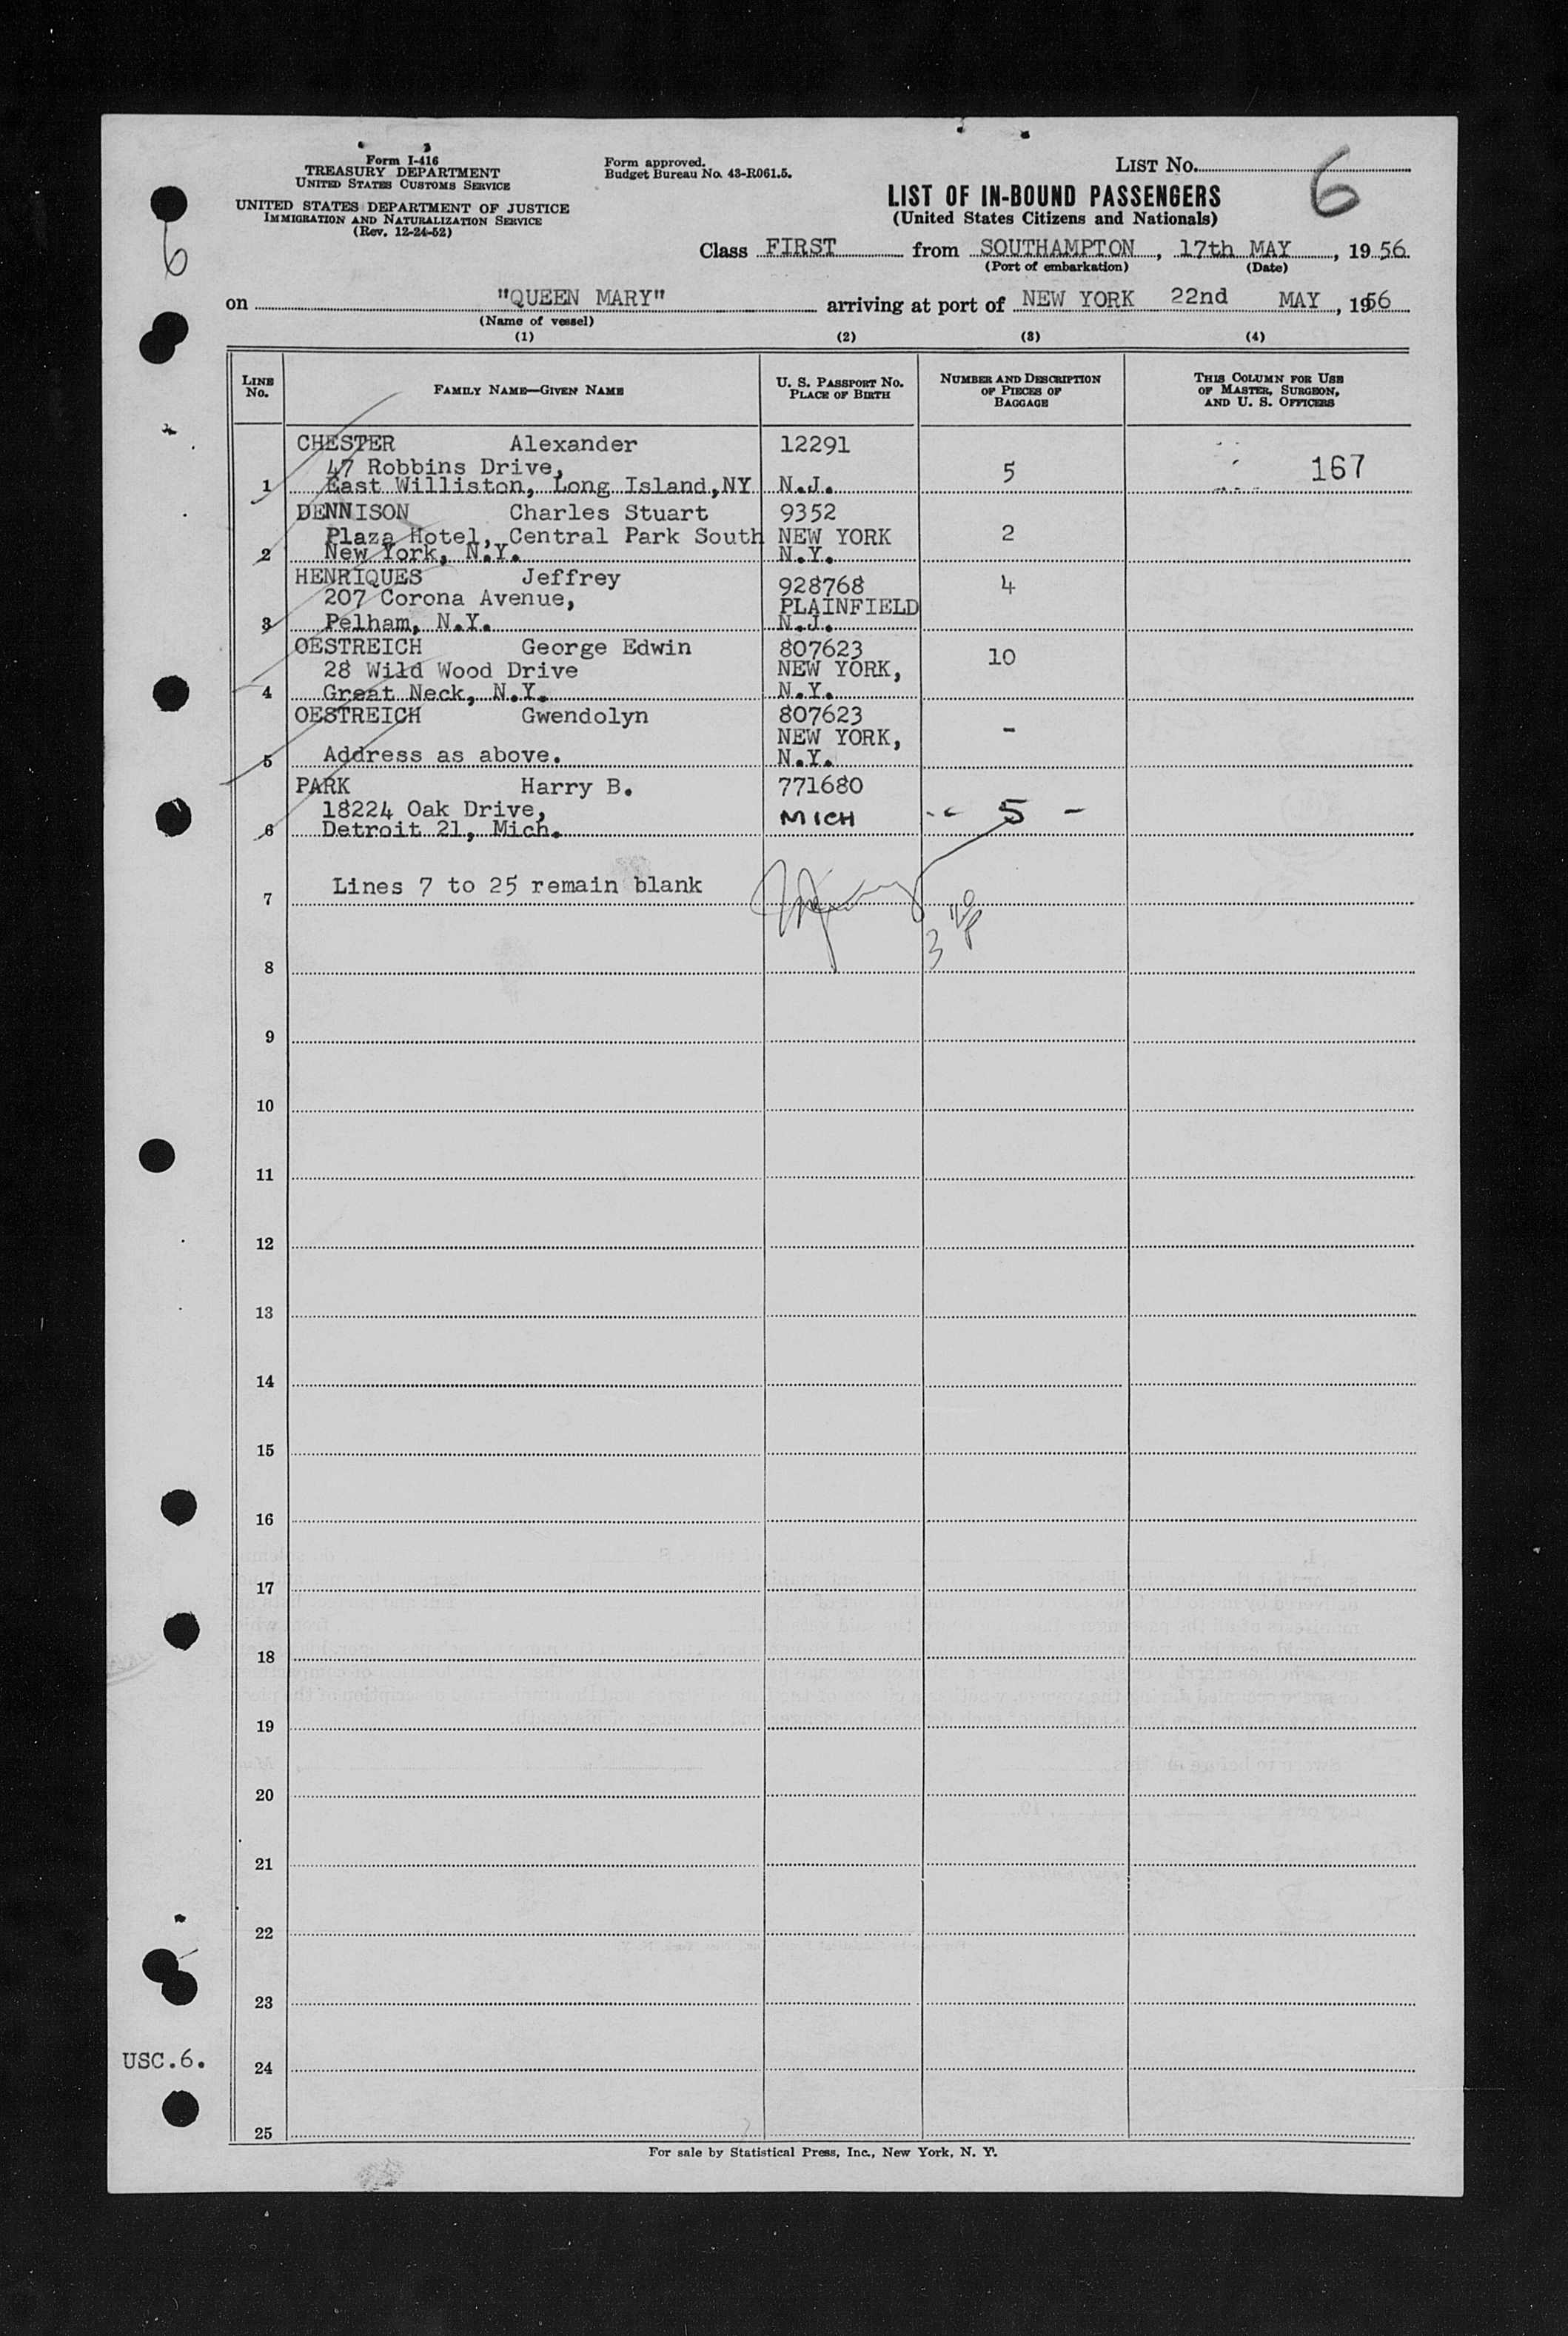 Form I-416
TREASURY DEPARTMENT
UNITED STATES CUSTOMS SERVICE
UNITED STATES DEPARTMENT OF JUSTICE
IMMIGRATION AND NATURALIZATION SERVICE
(Rev. 12-24-52)
Form approved.
Budget Bureau No. 43-R061.5.
LIST No. 6
LIST OF IN-BOUND PASSENGERS
(United States Citizens and Nationals)
6
Class FIRST from SOUTHAMPTON, 17th MAY, 1956
(Port of embarkation) (Date)
on "QUEEN MARY" arriving at port of NEW YORK 22nd MAY, 1956
(Name of vessel)
(1) (2) (3) (4)
LINE No. FAMILY NAME—GIVEN NAME U. S. PASSPORT NO. PLACE OF BIRTH NUMBER AND DESCRIPTION OF PIECES OF BAGGAGE THIS COLUMN FOR USE OF MASTER, SURGEON, AND U. S. OFFICERS
CHESTER Alexander 12291
47 Robbins Drive, 5 167
1 East Williston, Long Island,NY N.J.
DENNISON Charles Stuart 9352
Plaza Hotel, Central Park South NEW YORK 2
2 New York, N.Y. N.Y.
HENRIQUES Jeffrey 928768 4
207 Corona Avenue, PLAINFIELD
3 Pelham, N.Y. N.J.
OESTREICH George Edwin 807623 10
28 Wild Wood Drive NEW YORK,
4 Great Neck, N.Y. N.Y.
OESTREICH Gwendolyn 807623
NEW YORK, -
5 Address as above. N.Y.
PARK Harry B. 771680
18224 Oak Drive, MICH 5 -
6 Detroit 21, Mich.
Lines 7 to 25 remain blank
7
8
9
10
11
12
13
14
15
16
17
18
19
20
21
22
23
24
25
USC.6.
For sale by Statistical Press, Inc., New York, N. Y.